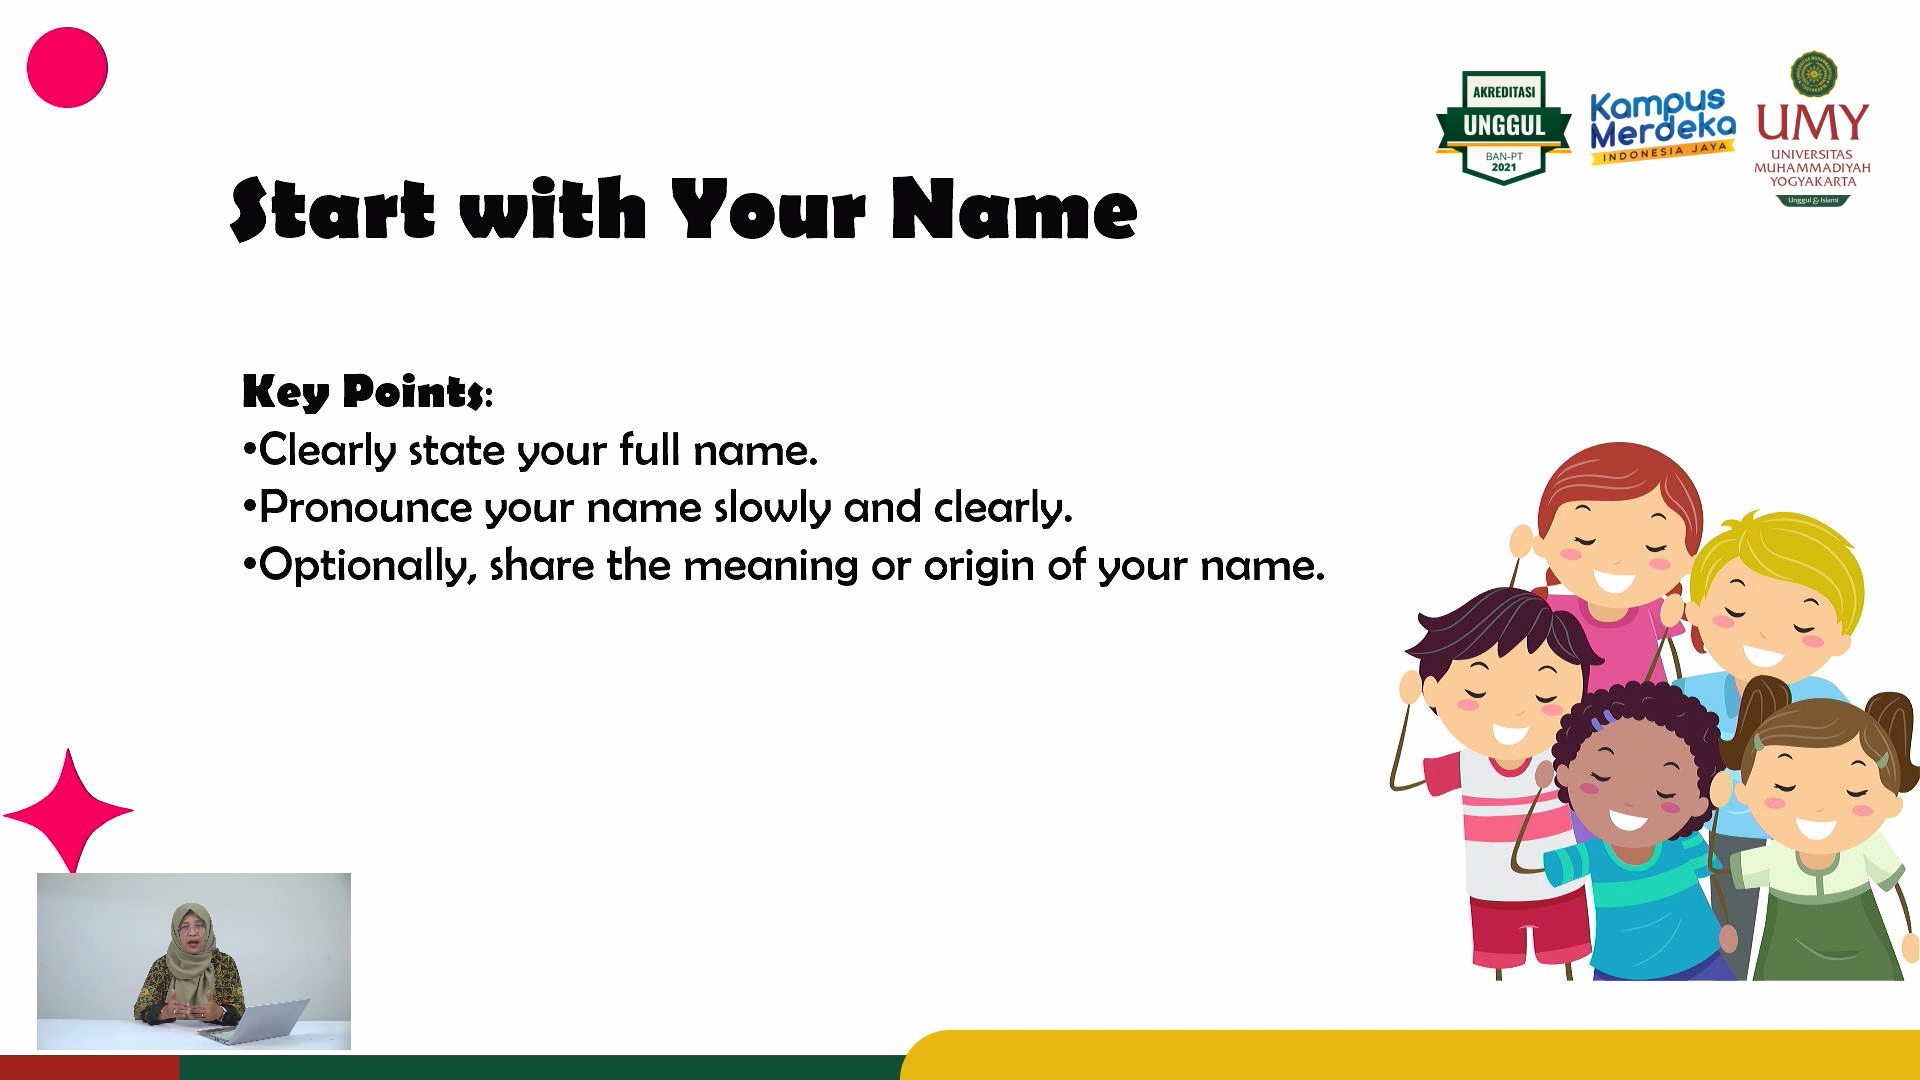 AKREDITASI
UNGGUL
BAN-PT
2021
Kampus
Merdeka
INDONESIA JAYA
UMY
UNIVERSITAS
MUHAMMADIYAH
YOGYAKARTA
Unggul & Islami
Start with Your Name
Key Points:
•Clearly state your full name.
•Pronounce your name slowly and clearly.
•Optionally, share the meaning or origin of your name.